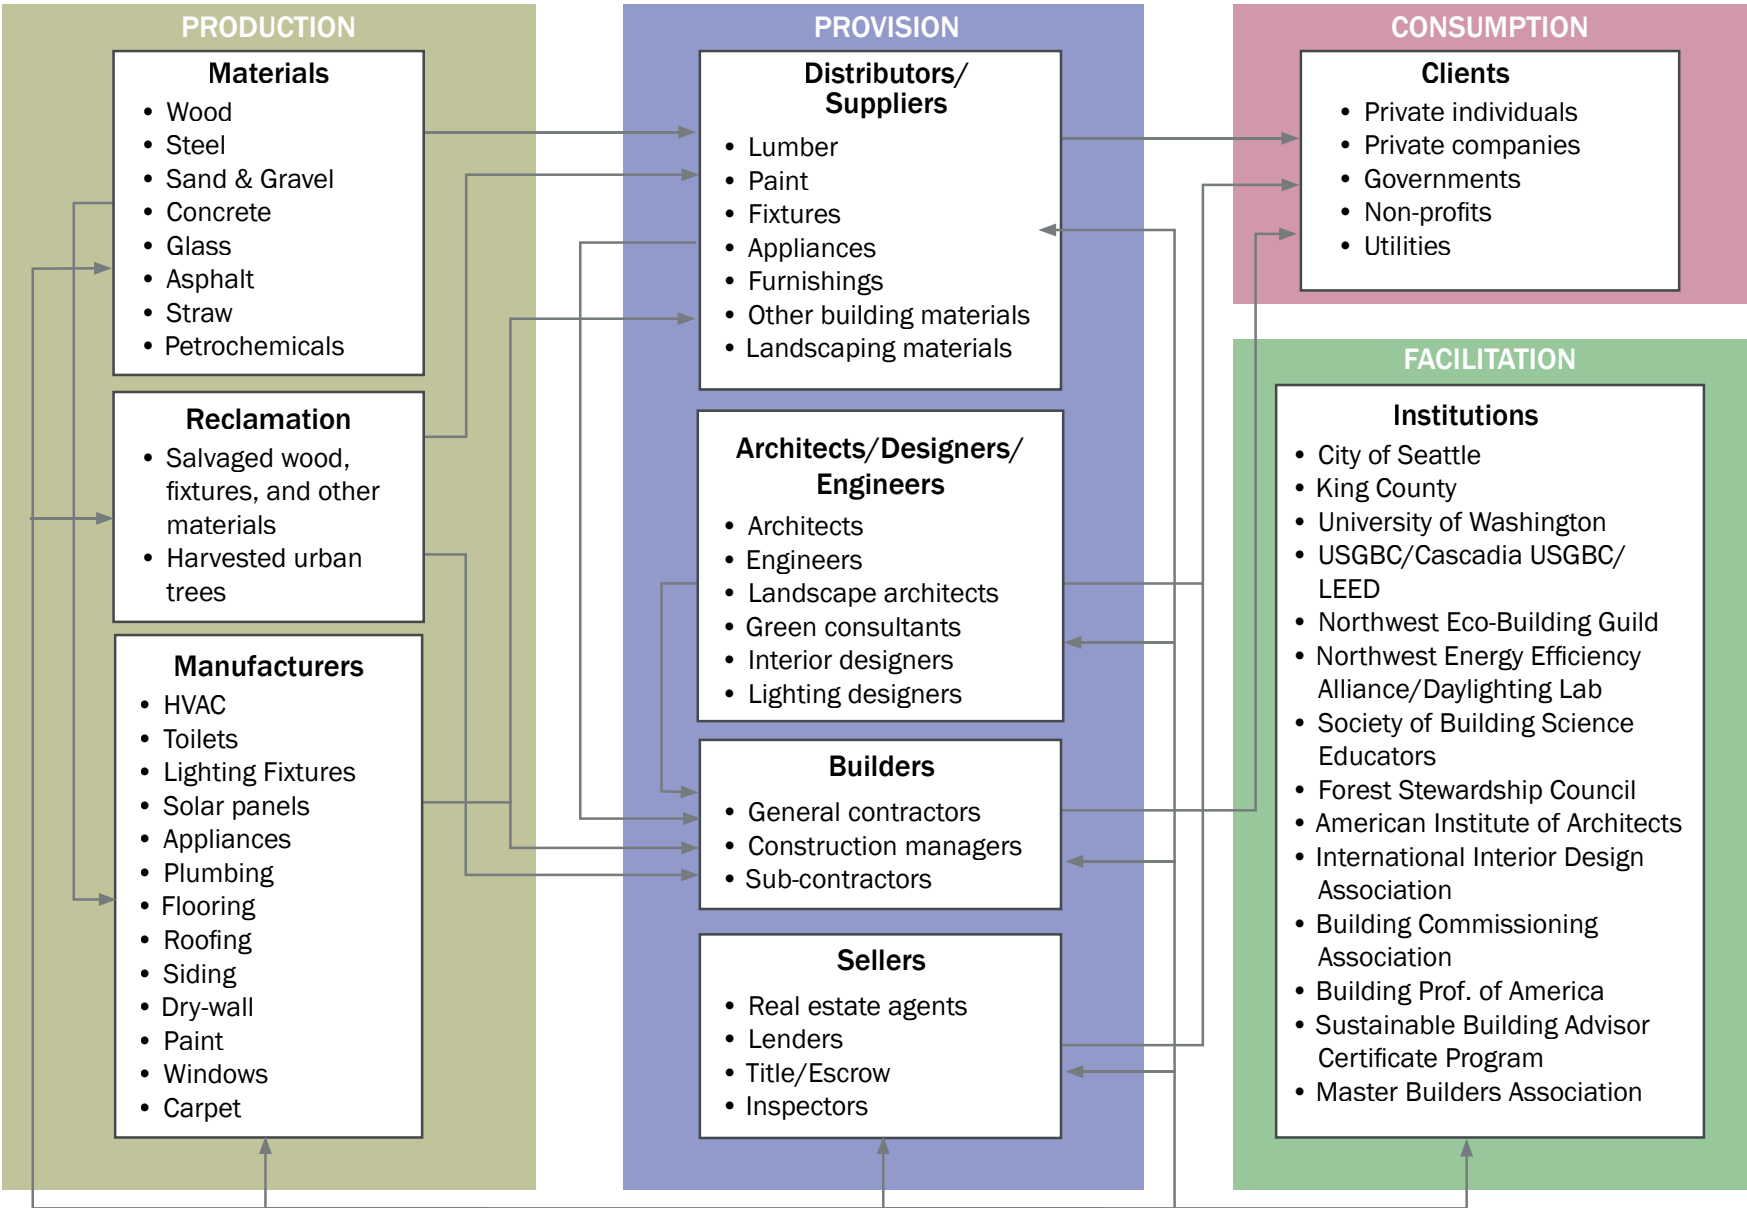 PRODUCTION
Materials
• Wood
• Steel
• Sand & Gravel
• Concrete
• Glass
• Asphalt
• Straw
• Petrochemicals
Reclamation
• Salvaged wood,
fixtures, and other
materials
• Harvested urban
trees
Manufacturers
• HVAC
• Toilets
• Lighting Fixtures
• Solar panels
• Appliances
• Plumbing
• Flooring
• Roofing
• Siding
• Dry-wall
• Paint
• Windows
• Carpet
PROVISION
Distributors/
Suppliers
• Lumber
• Paint
• Fixtures
• Appliances
• Furnishings
• Other building materials
• Landscaping materials
Architects/Designers/
Engineers
• Architects
• Engineers
• Landscape architects
• Green consultants
• Interior designers
• Lighting designers
Builders
• General contractors
• Construction managers
• Sub-contractors
Sellers
• Real estate agents
• Lenders
• Title/Escrow
• Inspectors
CONSUMPTION
Clients
• Private individuals
• Private companies
• Governments
• Non-profits
• Utilities
FACILITATION
Institutions
• City of Seattle
• King County
• University of Washington
• USGBC/Cascadia USGBC/
LEED
• Northwest Eco-Building Guild
• Northwest Energy Efficiency
Alliance/Daylighting Lab
• Society of Building Science
Educators
• Forest Stewardship Council
• American Institute of Architects
• International Interior Design
Association
• Building Commissioning
Association
• Building Prof. of America
• Sustainable Building Advisor
Certificate Program
• Master Builders Association